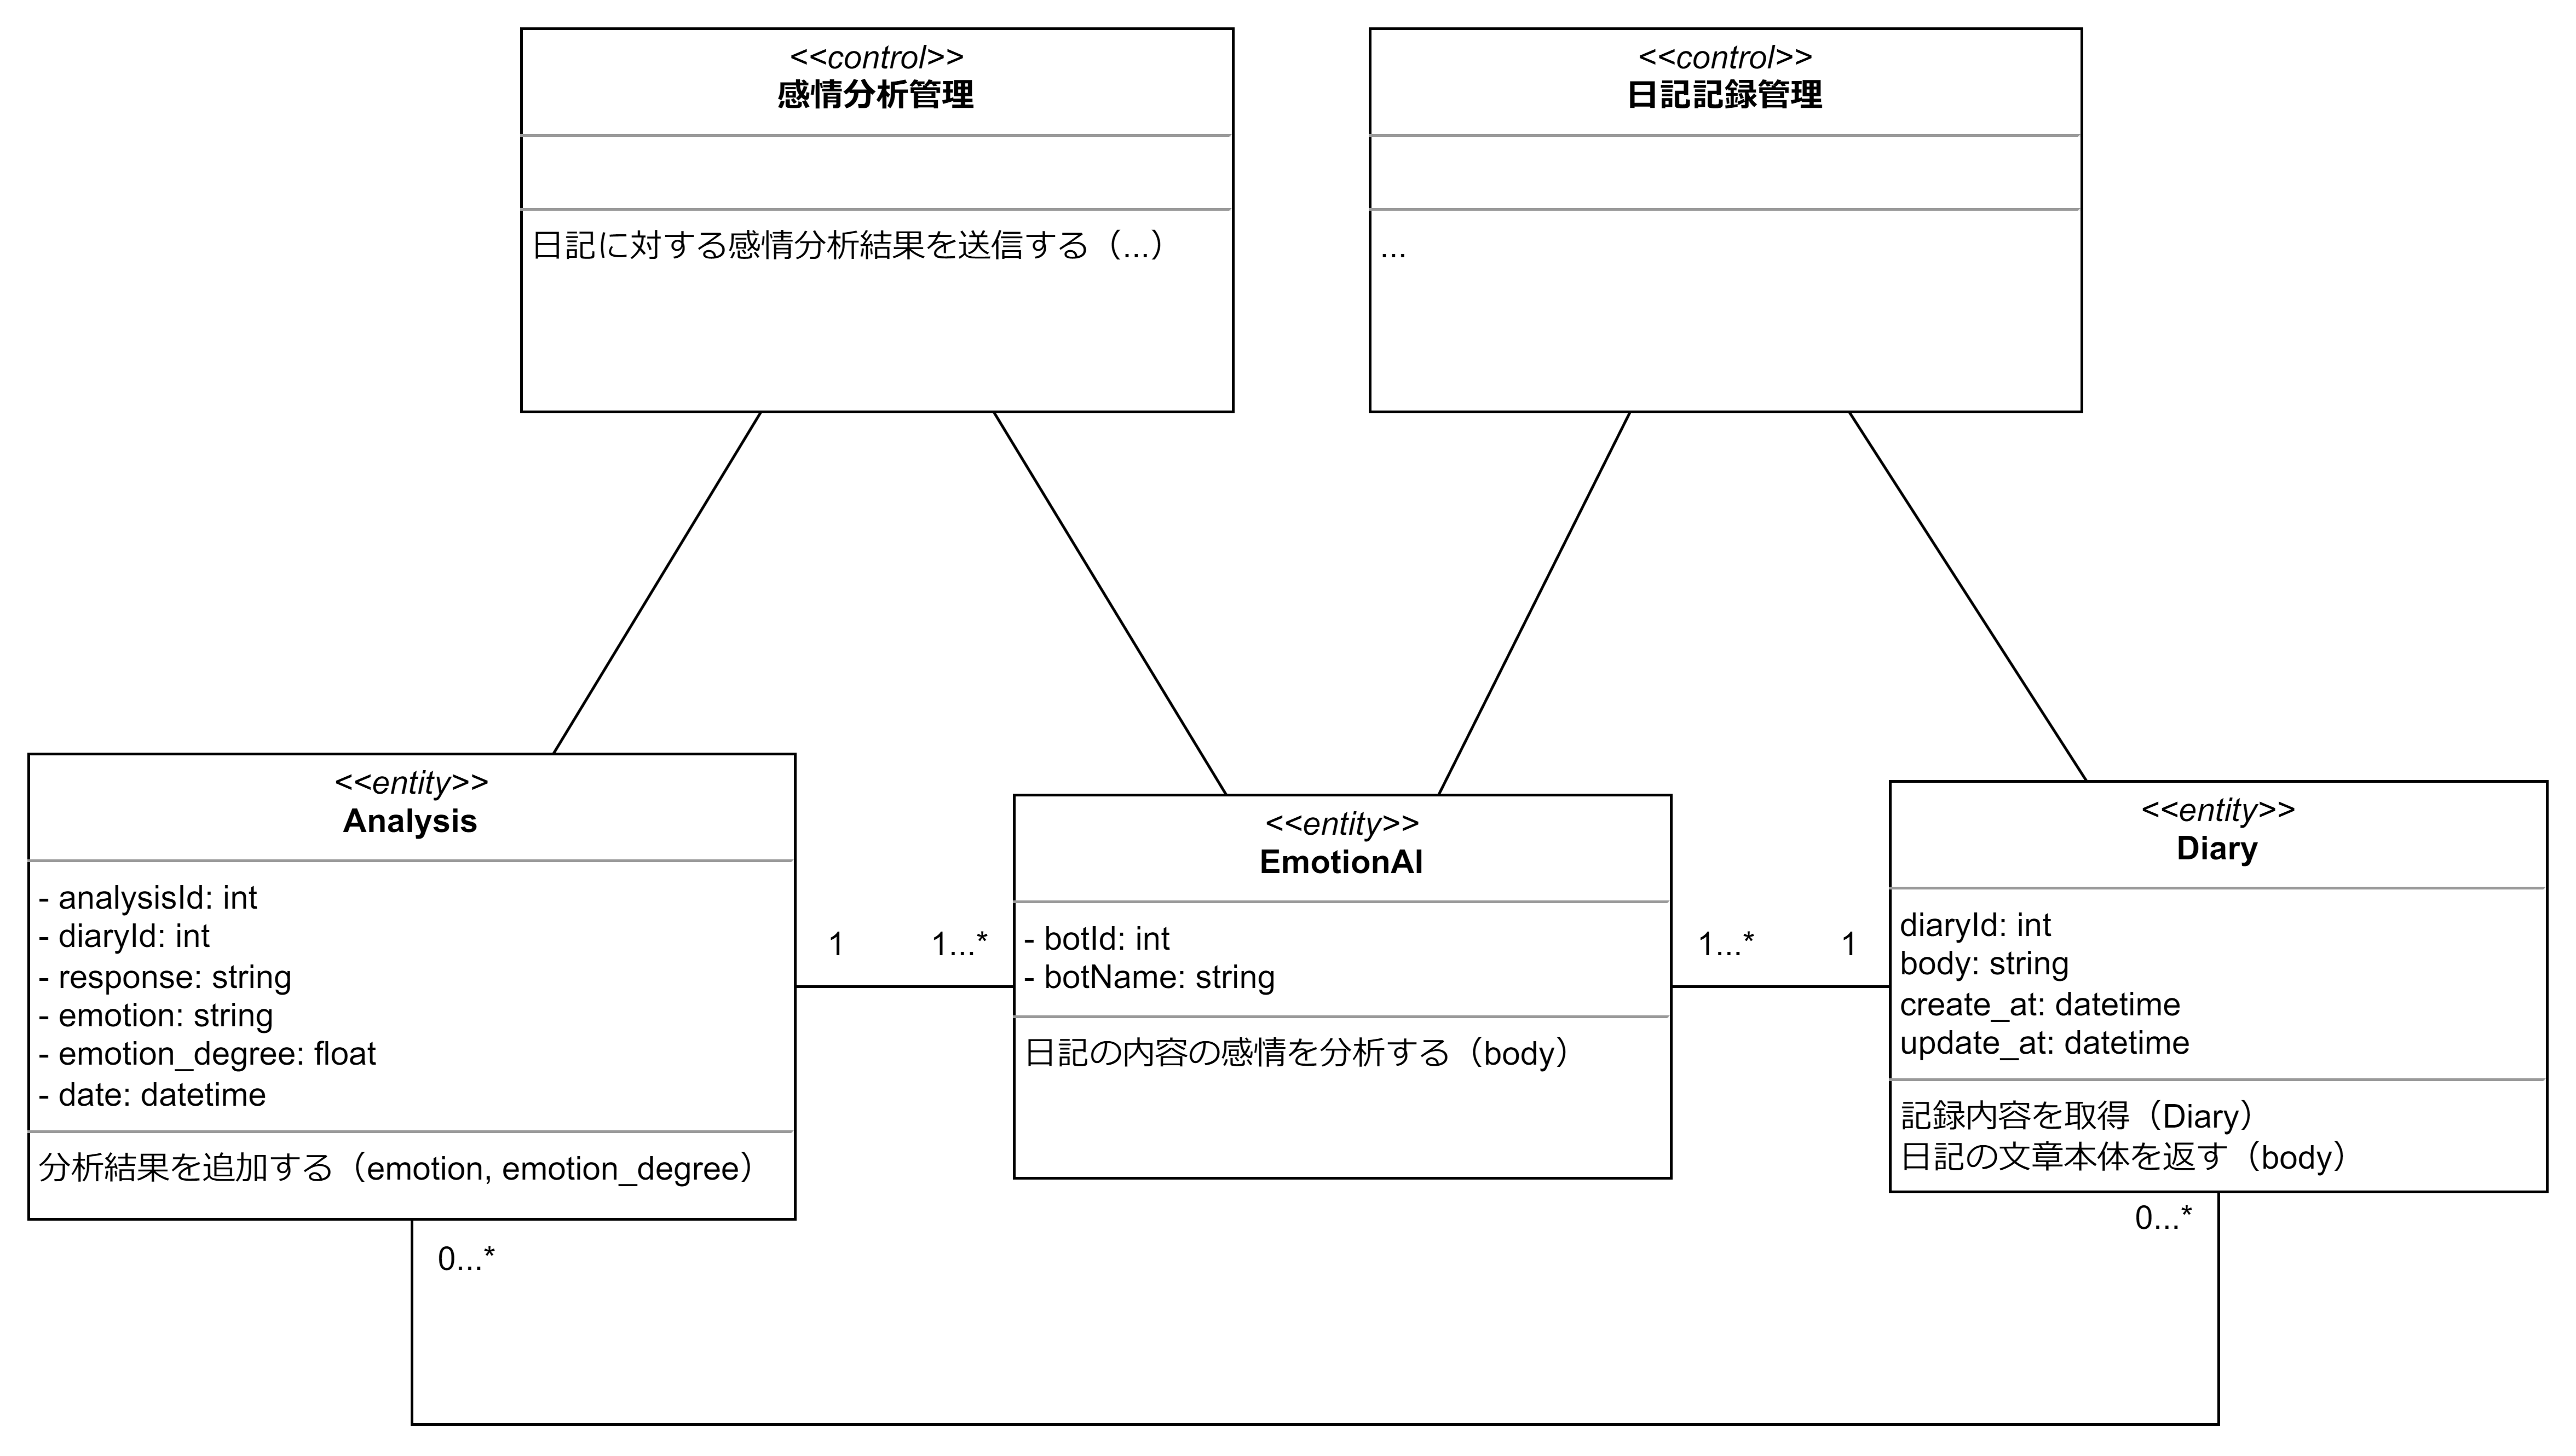 <<control>>
感情分析管理
日記に対する感情分析結果を送信する（...）
<<control>>
日記記録管理
...
<<entity>>
Analysis
- analysisId: int
- diaryId: int
- response: string
- emotion: string
- emotion_degree: float
- date: datetime
分析結果を追加する（emotion, emotion_degree）
1
1...*
<<entity>>
EmotionAI
- botId: int
- botName: string
日記の内容の感情を分析する（body）
1...*
1
<<entity>>
Diary
diaryId: int
body: string
create_at: datetime
update_at: datetime
記録内容を取得（Diary）
日記の文章本体を返す（body）
0...*
0...*